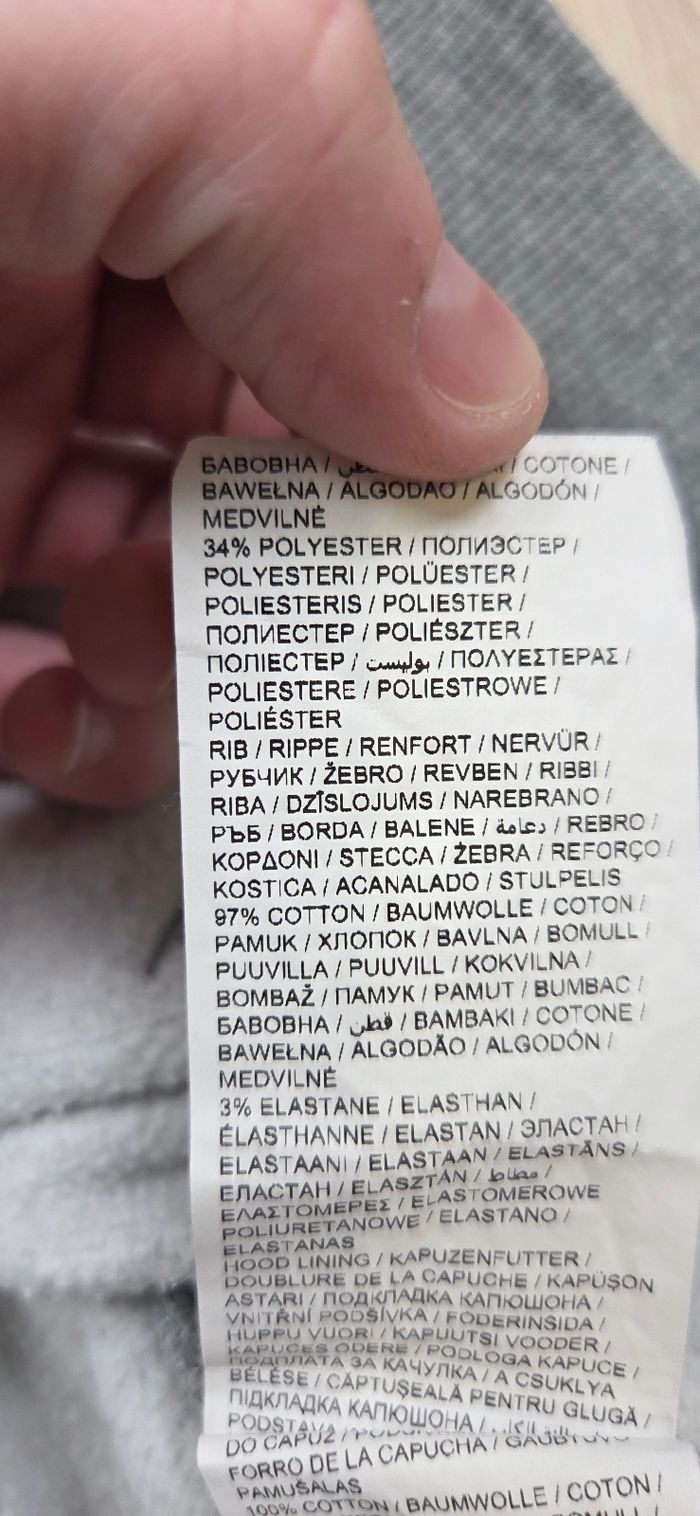 БАВОВНА / / COTONE /
BAWEŁNA / ALGODÃO / ALGODÓN /
MEDVILNĖ
34% POLYESTER / ПОЛИЭСТЕР /
POLYESTERI / POLÜESTER /
POLIESTERIS / POLIESTER /
ПОЛИЕСТЕР / POLIÉSZTER /
ПОЛІЕСТЕР / بوليست / ΠΟΛΥΕΣΤΕΡΑΣ /
POLIESTERE / POLIESTROWE /
POLIÉSTER
RIB / RIPPE / RENFORT / NERVÜR /
РУБЧИК / ŽEBRO / REVBEN / RIBBI /
RIBA / DZĪSLOJUMS / NAREBRANO /
РЪБ / BORDA / BALENE / دعامة / REBRO /
ΚΟΡΔΟΝΙ / STECCA / ŻEBRA / REFORÇO /
KOSTICA / ACANALADO / STULPELIS
97% COTTON / BAUMWOLLE / COTON /
PAMUK / ХЛОПОК / BAVLNA / BOMULL /
PUUVILLA / PUUVILL / KOKVILNA /
BOMBAŽ / ПАМУК / PAMUT / BUMBAC /
БАВОВНА / قطن / BAMBAKI / COTONE /
BAWEŁNA / ALGODÃO / ALGODÓN /
MEDVILNĖ
3% ELASTANE / ELASTHAN /
ÉLASTHANNE / ELASTAN / ЭЛАСТАН /
ELASTAANI / ELASTAAN / ELASTĀNS /
ЕЛАСТАН / ELASZTÁN / مطاط /
ΕΛΑΣΤΟΜΕΡΕΣ / ELASTOMEROWE
POLIURETANOWE / ELASTANO /
ELASTANAS
HOOD LINING / KAPUZENFUTTER /
DOUBLURE DE LA CAPUCHE / KAPÜŞON
ASTARI / ПОДКЛАДКА КАПЮШОНА /
VNITŘNÍ PODŠÍVKA / FODERINSIDA /
HUPPU VUORI / KAPUUTSI VOODER /
KAPUCES ODERE / PODLOGA KAPUCE /
ПОДПЛАТА ЗА КАЧУЛКА / A CSUKLYA
BÉLÉSE / CĂPTUȘEALĂ PENTRU GLUGĂ /
ПІДКЛАДКА КАПЮШОНА /
DO CAPUZ /
FORRO DE LA CAPUCHA /
PAMUŠALAS
100% COTTON / BAUMWOLLE / COTON /